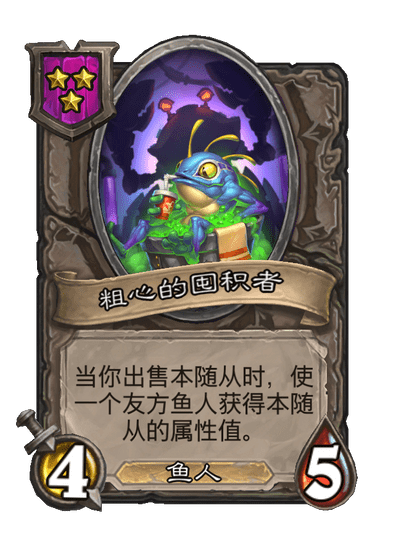 粗心的囤积者
当你出售本随从时，使
一个友方鱼人获得本随
从的属性值。
4
鱼人
5